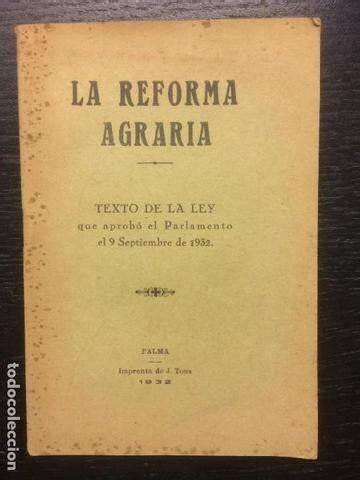 LA REFORMA
AGRARIA
TEXTO DE LA LEY
que aprobó el Parlamento
el 9 Septiembre de 1932.
PALMA
Imprenta de J. Tous
1932
todocoleccion.net